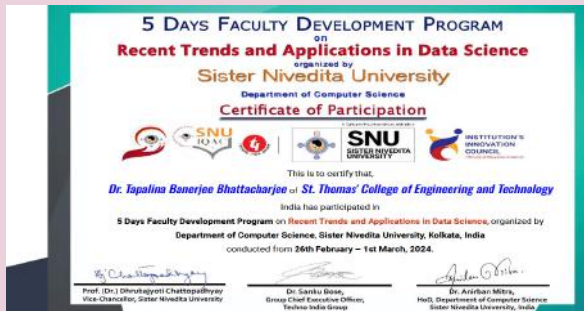 5 DAYS FACULTY DEVELOPMENT PROGRAM
on
Recent Trends and Applications in Data Science
organized by
Sister Nivedita University
Department of Computer Science
Certificate of Participation
SNU
IQAC
SNU
SISTER NIVEDITA
UNIVERSITY
INSTITUTION'S
INNOVATION
COUNCIL
This is to certify that,
Dr. Tapalina Banerjee Bhattacharjee of St. Thomas' College of Engineering and Technology
India has participated in
5 Days Faculty Development Program on Recent Trends and Applications in Data Science, organized by
Department of Computer Science, Sister Nivedita University, Kolkata, India
conducted from 26th February – 1st March, 2024.
Prof. (Dr.) Dhrubajyoti Chattopadhyay
Vice-Chancellor, Sister Nivedita University
Dr. Sanku Bose,
Group Chief Executive Officer,
Techno India Group
Dr. Anirban Mitra,
HoD, Department of Computer Science
Sister Nivedita University, India